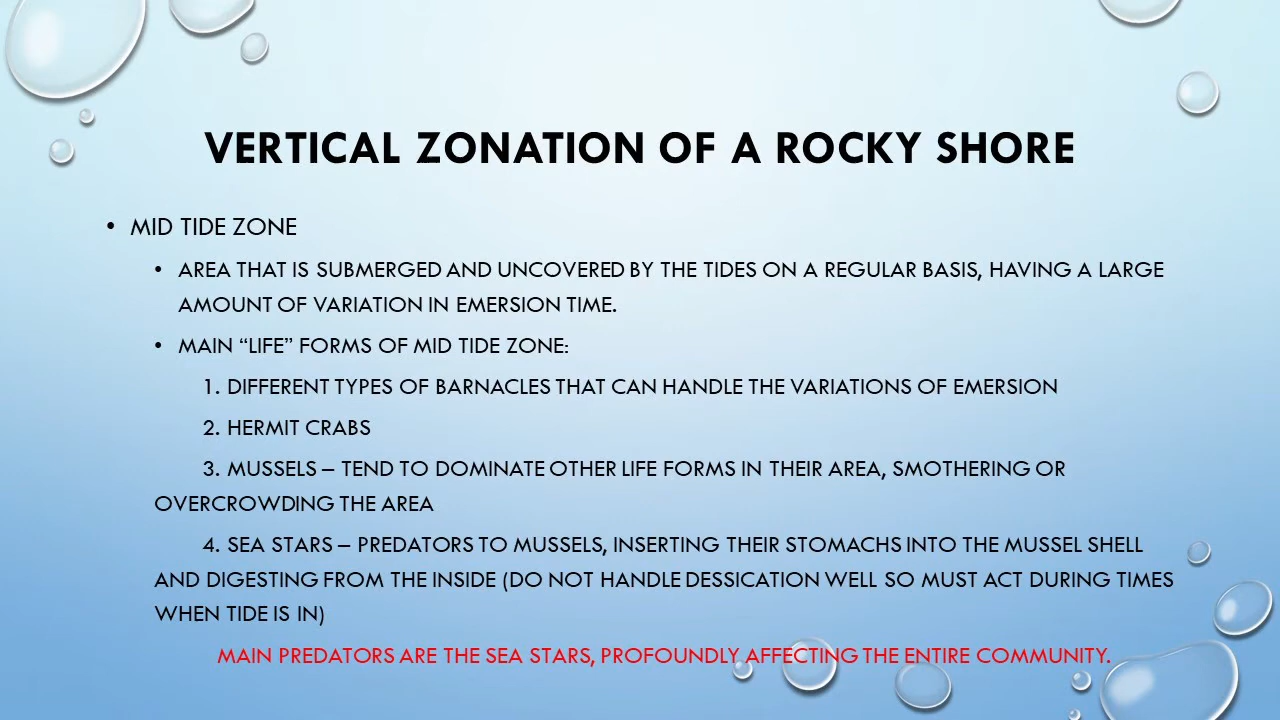 VERTICAL ZONATION OF A ROCKY SHORE
• MID TIDE ZONE
• AREA THAT IS SUBMERGED AND UNCOVERED BY THE TIDES ON A REGULAR BASIS, HAVING A LARGE
AMOUNT OF VARIATION IN EMERSION TIME.
• MAIN “LIFE” FORMS OF MID TIDE ZONE:
1. DIFFERENT TYPES OF BARNACLES THAT CAN HANDLE THE VARIATIONS OF EMERSION
2. HERMIT CRABS
3. MUSSELS – TEND TO DOMINATE OTHER LIFE FORMS IN THEIR AREA, SMOTHERING OR
OVERCROWDING THE AREA
4. SEA STARS – PREDATORS TO MUSSELS, INSERTING THEIR STOMACHS INTO THE MUSSEL SHELL
AND DIGESTING FROM THE INSIDE (DO NOT HANDLE DESSICATION WELL SO MUST ACT DURING TIMES
WHEN TIDE IS IN)
MAIN PREDATORS ARE THE SEA STARS, PROFOUNDLY AFFECTING THE ENTIRE COMMUNITY.